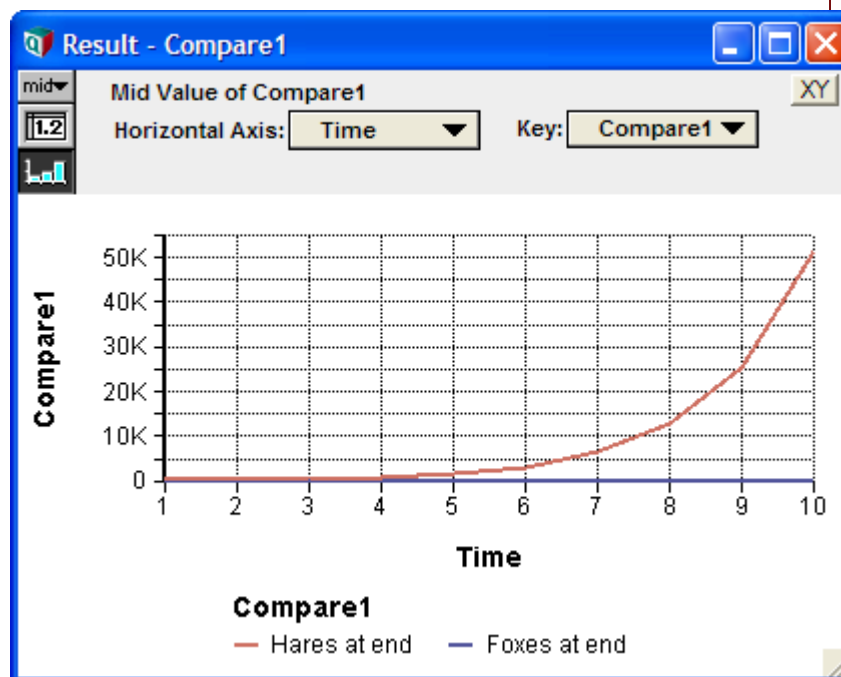 Result - Compare1
mid
Mid Value of Compare1
XY
1.2
Horizontal Axis: Time
Key: Compare1
Compare1
50K
40K
30K
20K
10K
0
1 2 3 4 5 6 7 8 9 10
Time
Compare1
Hares at end Foxes at end